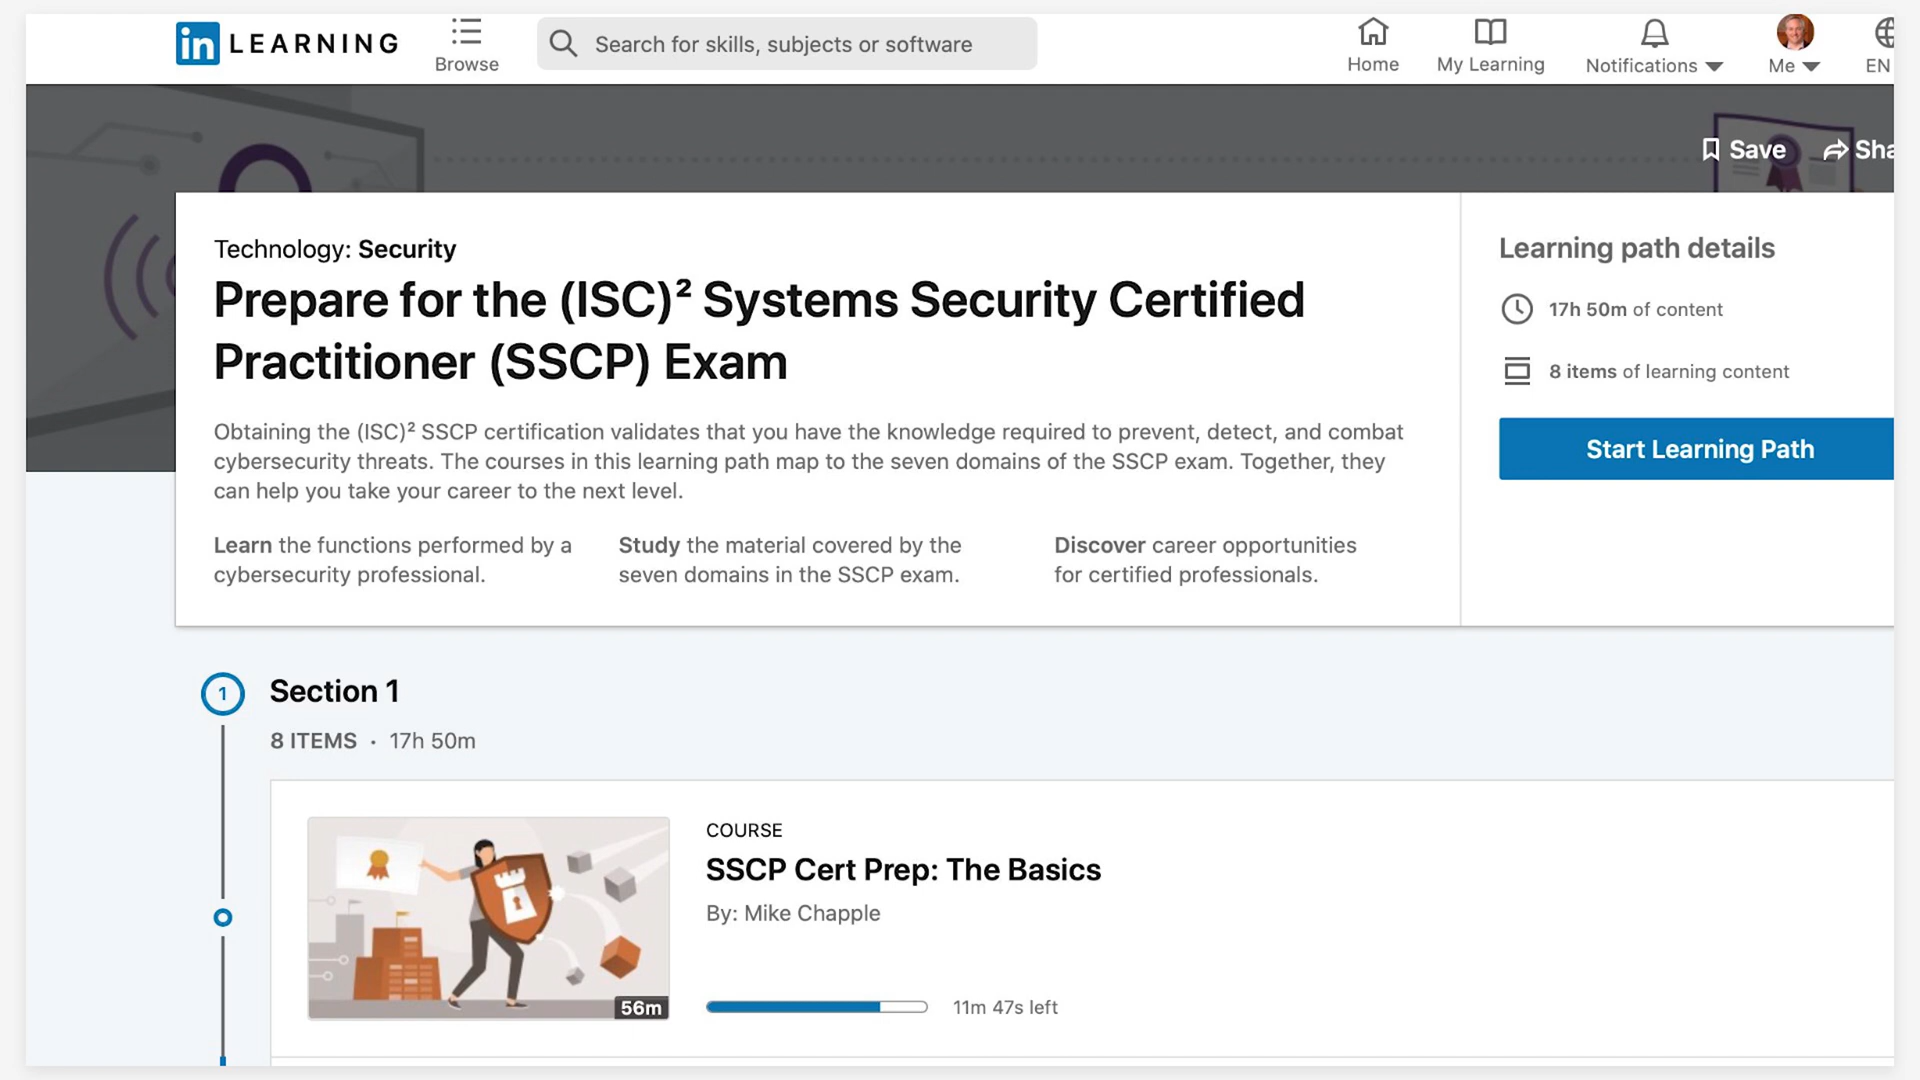 in LEARNING
Browse
Search for skills, subjects or software
Home
My Learning
Notifications
Me
EN
Save
Sha
Technology: Security
Prepare for the (ISC)² Systems Security Certified
Practitioner (SSCP) Exam
Obtaining the (ISC)² SSCP certification validates that you have the knowledge required to prevent, detect, and combat
cybersecurity threats. The courses in this learning path map to the seven domains of the SSCP exam. Together, they
can help you take your career to the next level.
Learn the functions performed by a
cybersecurity professional.
Study the material covered by the
seven domains in the SSCP exam.
Discover career opportunities
for certified professionals.
Learning path details
17h 50m of content
8 items of learning content
Start Learning Path
1
Section 1
8 ITEMS · 17h 50m
56m
COURSE
SSCP Cert Prep: The Basics
By: Mike Chapple
11m 47s left